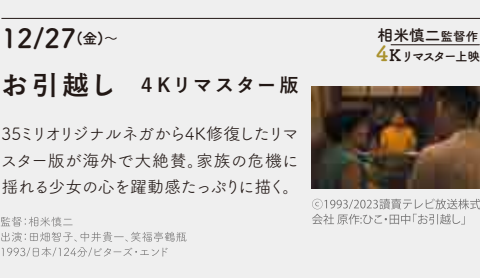 12/27(金)～
相米慎二監督作
4Kリマスター上映
お引越し 4Kリマスター版
35ミリオリジナルネガから4K修復したリマ
スター版が海外で大絶賛。家族の危機に
揺れる少女の心を躍動感たっぷりに描く。
監督：相米慎二
出演：田畑智子、中井貴一、笑福亭鶴瓶
1993/日本/124分/ビターズ・エンド
©1993/2023讀賣テレビ放送株式
会社 原作:ひこ・田中「お引越し」